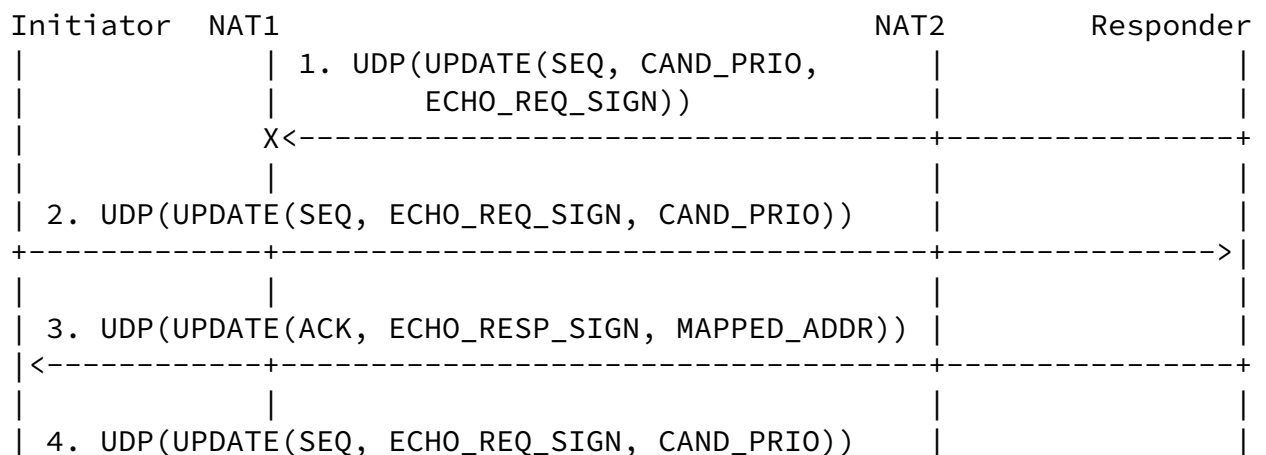 Initiator NAT1 NAT2 Responder
1. UDP(UPDATE(SEQ, CAND_PRIO,
ECHO_REQ_SIGN))
X
2. UDP(UPDATE(SEQ, ECHO_REQ_SIGN, CAND_PRIO))
3. UDP(UPDATE(ACK, ECHO_RESP_SIGN, MAPPED_ADDR))
4. UDP(UPDATE(SEQ, ECHO_REQ_SIGN, CAND_PRIO))